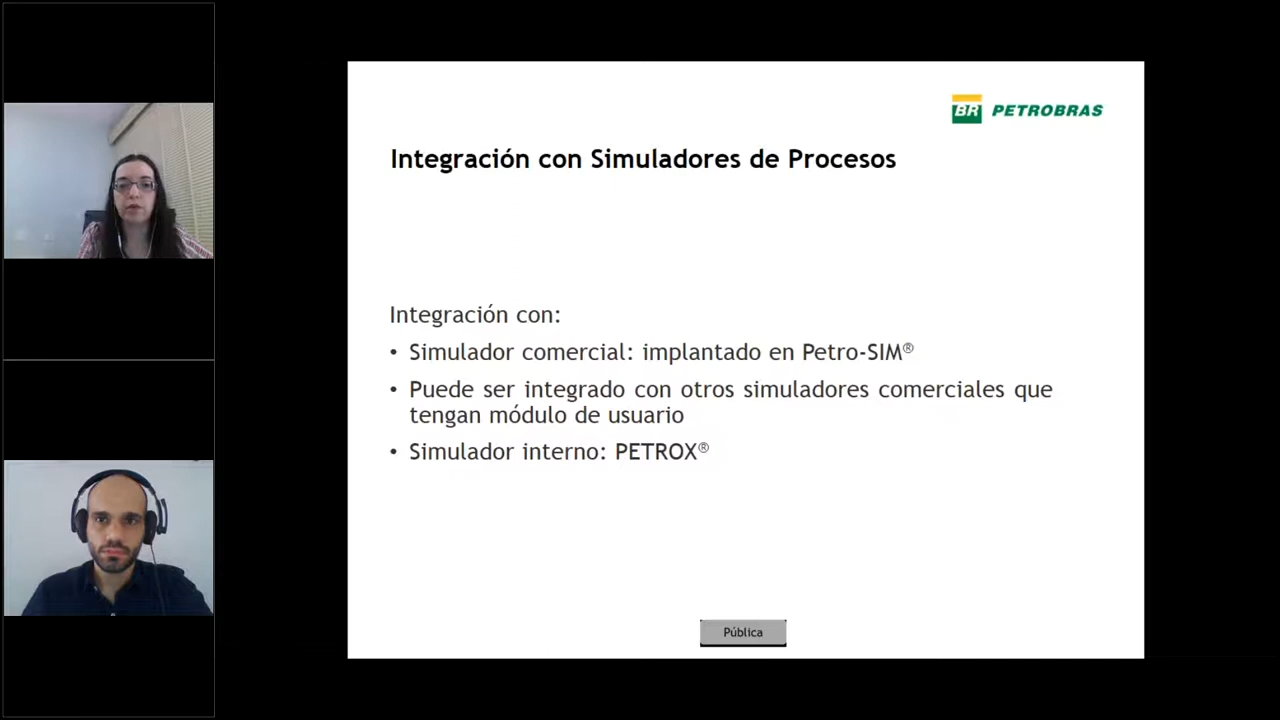 BR PETROBRAS
Integración con Simuladores de Procesos
Integración con:
• Simulador comercial: implantado en Petro-SIM®
• Puede ser integrado con otros simuladores comerciales que
tengan módulo de usuario
• Simulador interno: PETROX®
Pública